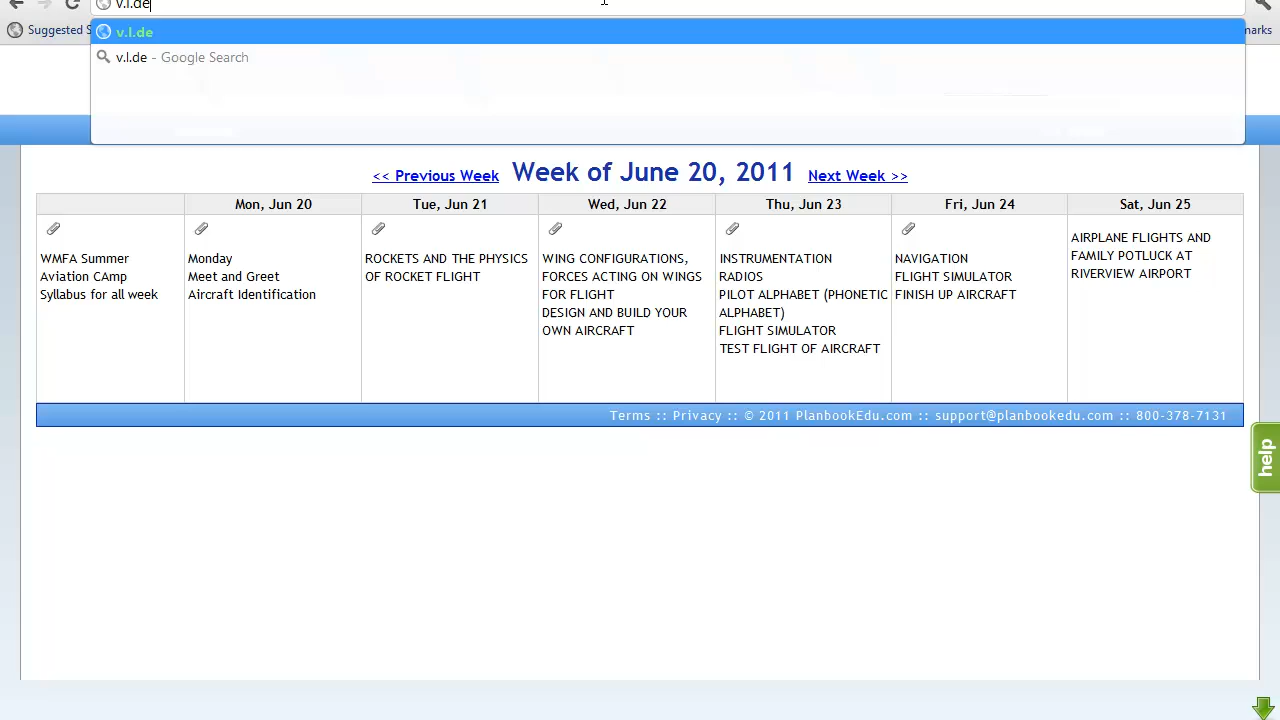 v.l.de
Suggested S
v.l.de
marks
v.l.de - Google Search
<< Previous Week Week of June 20, 2011 Next Week >>
Mon, Jun 20 Tue, Jun 21 Wed, Jun 22 Thu, Jun 23 Fri, Jun 24 Sat, Jun 25
WMFA Summer
Aviation CAmp
Syllabus for all week
Monday
Meet and Greet
Aircraft Identification
ROCKETS AND THE PHYSICS
OF ROCKET FLIGHT
WING CONFIGURATIONS,
FORCES ACTING ON WINGS
FOR FLIGHT
DESIGN AND BUILD YOUR
OWN AIRCRAFT
INSTRUMENTATION
RADIOS
PILOT ALPHABET (PHONETIC
ALPHABET)
FLIGHT SIMULATOR
TEST FLIGHT OF AIRCRAFT
NAVIGATION
FLIGHT SIMULATOR
FINISH UP AIRCRAFT
AIRPLANE FLIGHTS AND
FAMILY POTLUCK AT
RIVERVIEW AIRPORT
Terms :: Privacy :: © 2011 PlanbookEdu.com :: support@planbookedu.com :: 800-378-7131
help